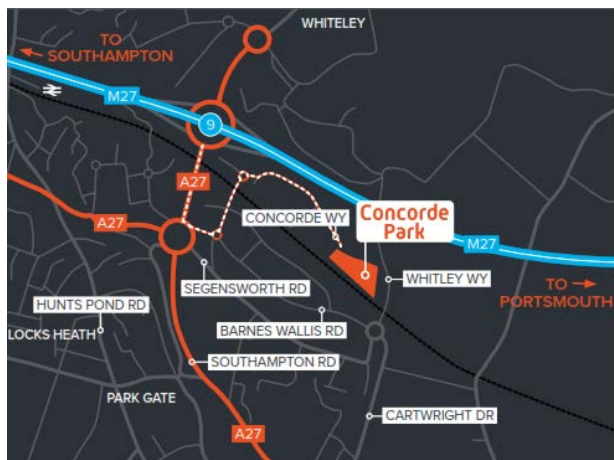 WHITELEY
TO
SOUTHAMPTON
M27
9
A27
CONCORDE WY
Concorde
Park
A27
M27
WHITLEY WY
SEGENSWORTH RD
TO
PORTSMOUTH
HUNTS POND RD
BARNES WALLIS RD
LOCKS HEATH
SOUTHAMPTON RD
PARK GATE
CARTWRIGHT DR
A27